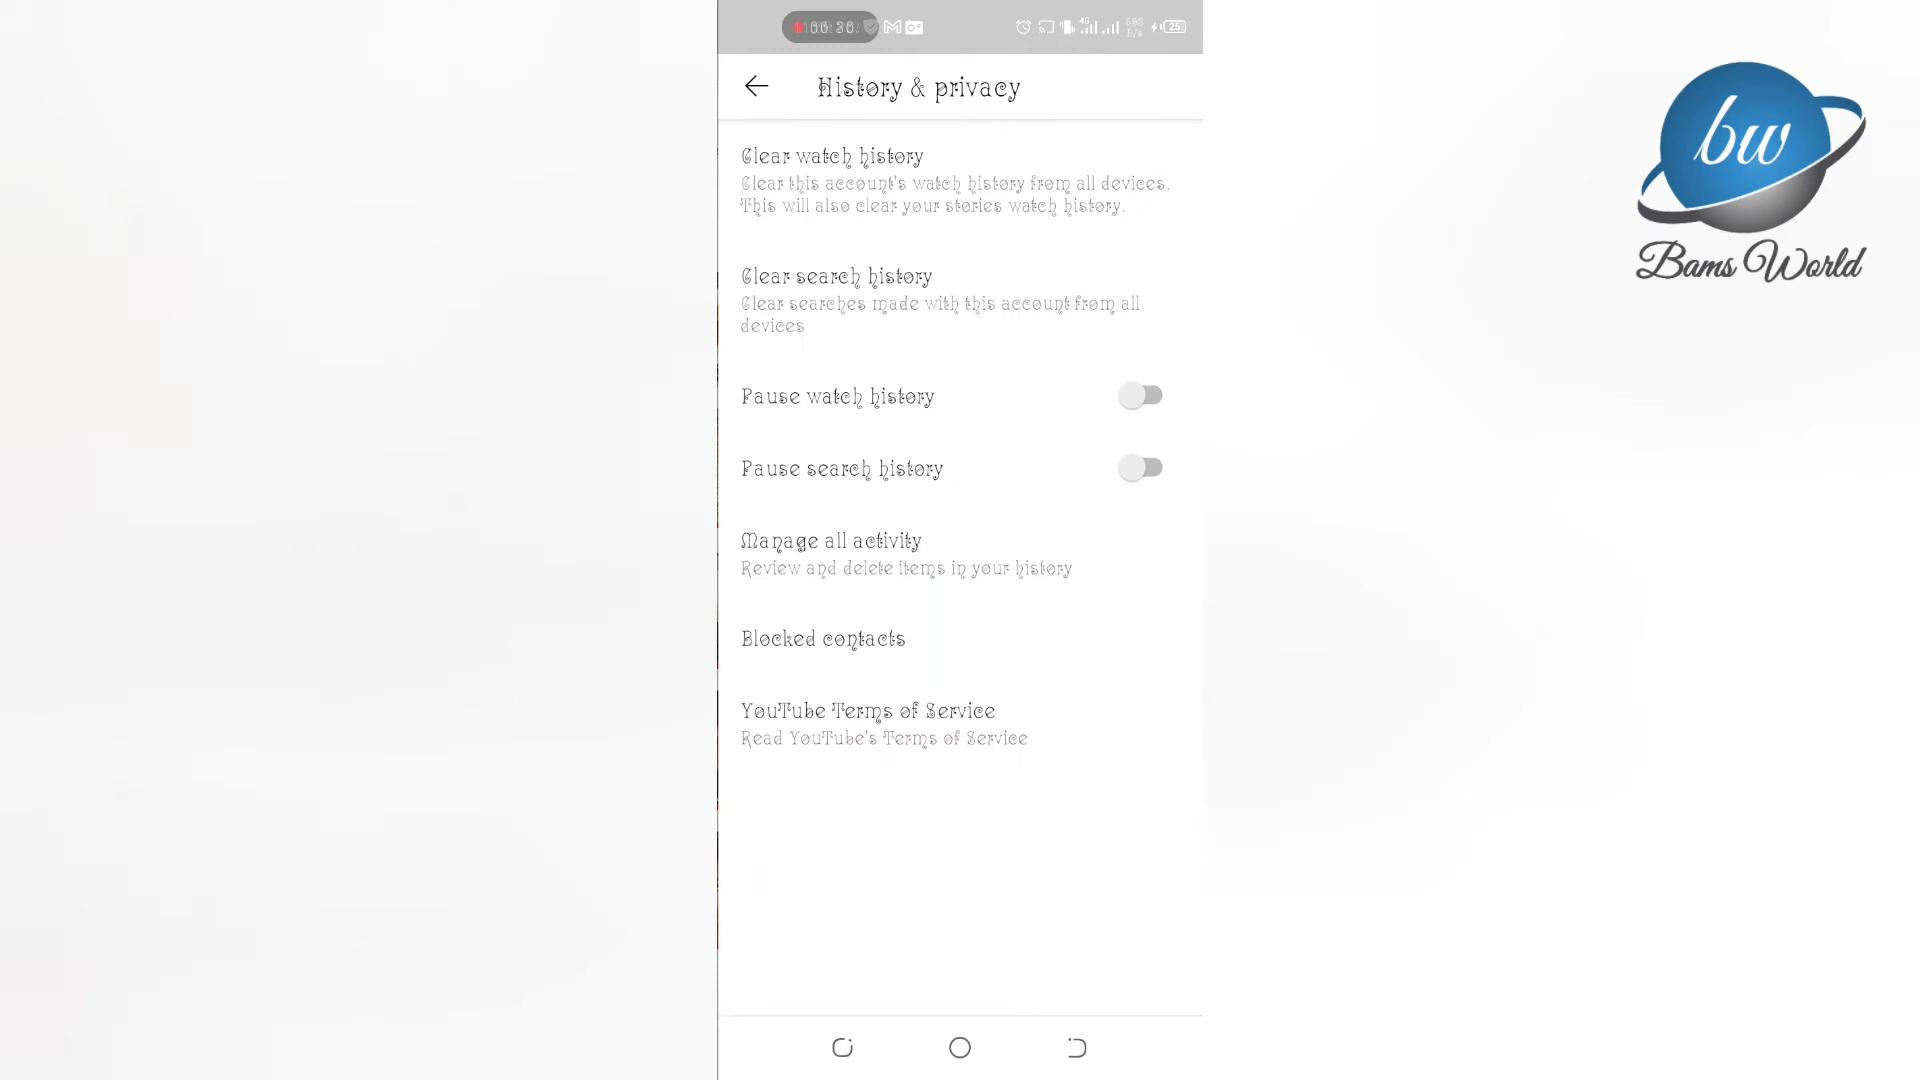 History & privacy
Clear watch history
Clear this account's watch history from all devices.
This will also clear your stories watch history.
Clear search history
Clear searches made with this account from all
devices
Pause watch history
Pause search history
Manage all activity
Review and delete items in your history
Blocked contacts
YouTube Terms of Service
Read YouTube's Terms of Service
4G
25
bw
Bams World